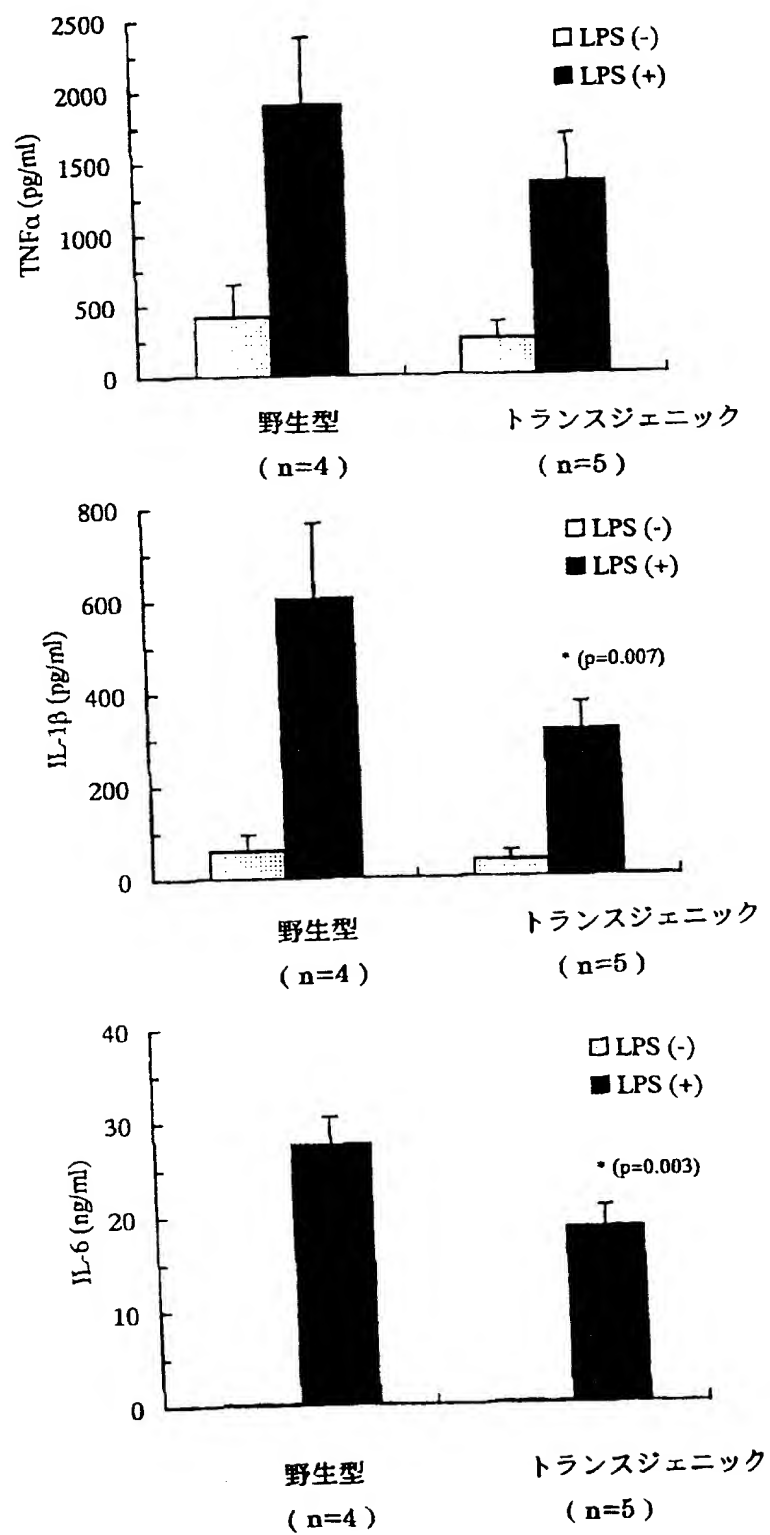 2500
2000
1500
1000
500
0
TNFα (pg/ml)
□ LPS (-)
■ LPS (+)
野生型
トランスジェニック
( n=4 )
( n=5 )
800
600
400
200
0
IL-1β (pg/ml)
□ LPS (-)
■ LPS (+)
* (p=0.007)
野生型
トランスジェニック
( n=4 )
( n=5 )
40
30
20
10
0
IL-6 (ng/ml)
□ LPS (-)
■ LPS (+)
* (p=0.003)
野生型
トランスジェニック
( n=4 )
( n=5 )